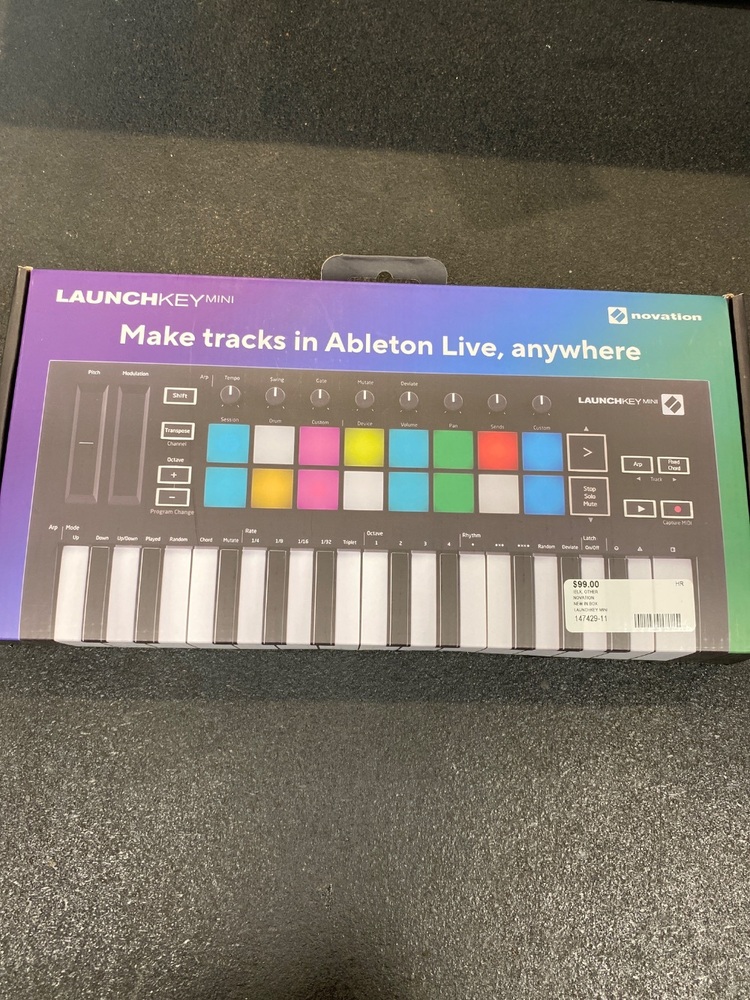 LAUNCHKEY MINI
novation
Make tracks in Ableton Live, anywhere
Pitch Modulation
Arp Tempo Swing Gate Mutate Deviate
Shift
LAUNCHKEY MINI
Session Drum Custom Device Volume Pan Sends Custom
Transpose
Channel
>
Octave
+
−
Program Change
Stop
Solo
Mute
Arp
Fixed
Chord
Track
Capture MIDI
Arp Mode Rate Octave Rhythm Latch
Up Down Up/Down Played Random Chord Mutate 1/4 1/8 1/16 1/32 Triplet 1 2 3 4 Random Deviate On/Off
$99.00 HR
NOVATION
NEW IN BOX
LAUNCHKEY MINI
147429-11